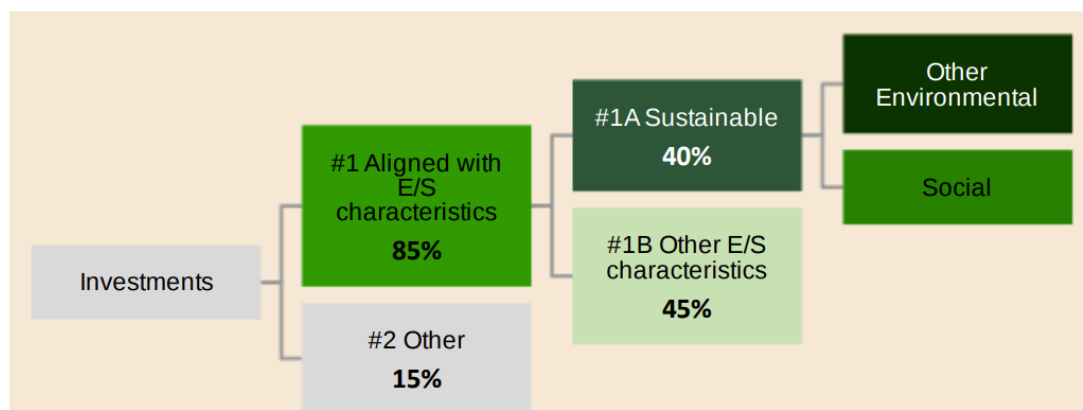 Investments
#1 Aligned with
E/S
characteristics
85%
#2 Other
15%
#1A Sustainable
40%
#1B Other E/S
characteristics
45%
Other
Environmental
Social